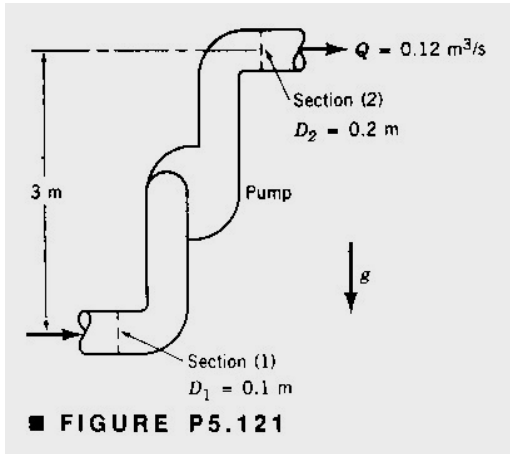 Q = 0.12 m³/s
Section (2)
D₂ = 0.2 m
3 m
Pump
g
Section (1)
D₁ = 0.1 m
■ FIGURE P5.121